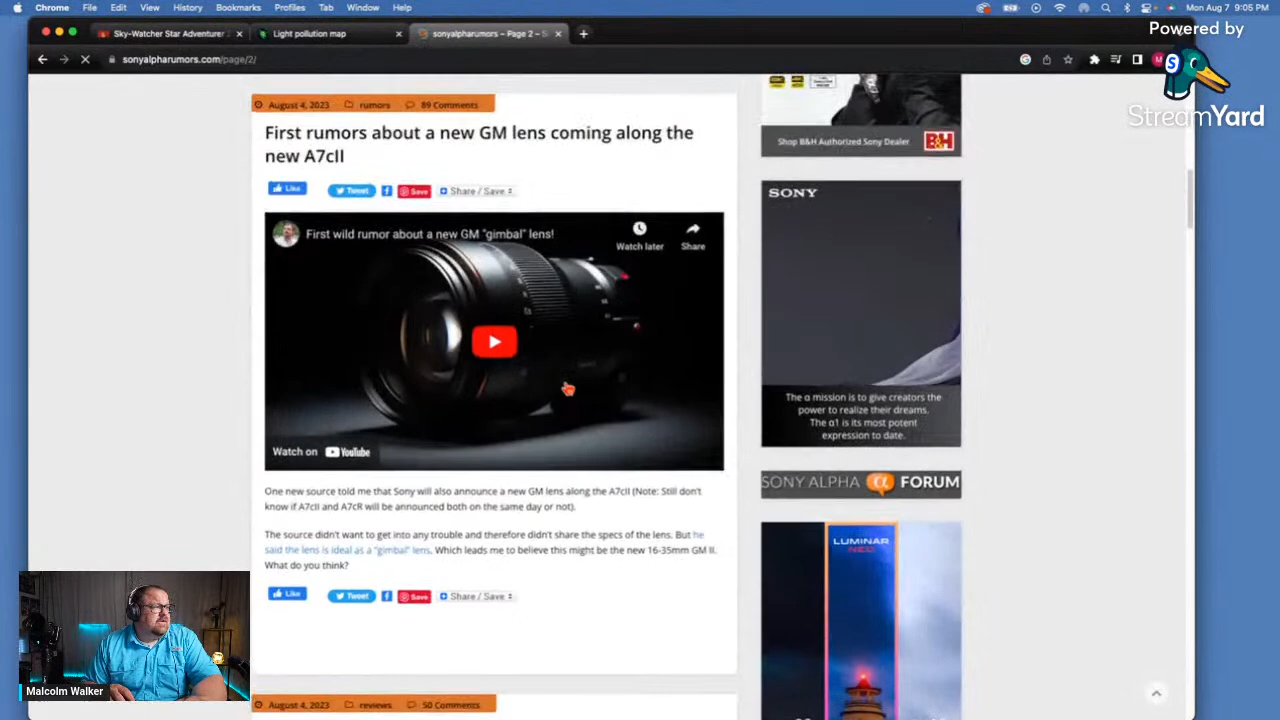 Chrome File Edit View History Bookmarks Profiles Tab Window Help
Mon Aug 7 9:05 PM
Sky-Watcher Star Adventurer
Light pollution map
sonyalpharumors – Page 2 –
sonyalpharumors.com/page/2/
Powered by
StreamYard
August 4, 2023 rumors 89 Comments
First rumors about a new GM lens coming along the
new A7cII
Like Tweet Save Share / Save
First wild rumor about a new GM "gimbal" lens!
Watch later Share
Watch on YouTube
One new source told me that Sony will also announce a new GM lens along the A7cII (Note: Still don't
know if A7cII and A7cR will be announced both on the same day or not).
The source didn't want to get into any trouble and therefore didn't share the specs of the lens. But he
said the lens is ideal as a "gimbal" lens. Which leads me to believe this might be the new 16-35mm GM II.
What do you think?
Like Tweet Save Share / Save
August 4, 2023 reviews 50 Comments
Shop B&H Authorized Sony Dealer B&H
SONY
The α mission is to give creators the
power to realize their dreams.
The α1 is its most potent
expression to date.
SONY ALPHA α FORUM
LUMINAR
NEO
Malcolm Walker